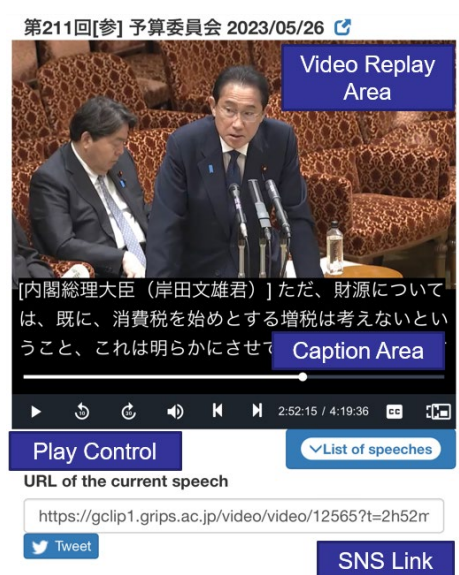 第211回[参] 予算委員会 2023/05/26
Video Replay
Area
[内閣総理大臣（岸田文雄君）] ただ、財源について
は、既に、消費税を始めとする増税は考えないとい
うこと、これは明らかにさせて
Caption Area
10 30 2:52:15 / 4:19:36 CC
Play Control
List of speeches
URL of the current speech
https://gclip1.grips.ac.jp/video/video/12565?t=2h52m
Tweet
SNS Link